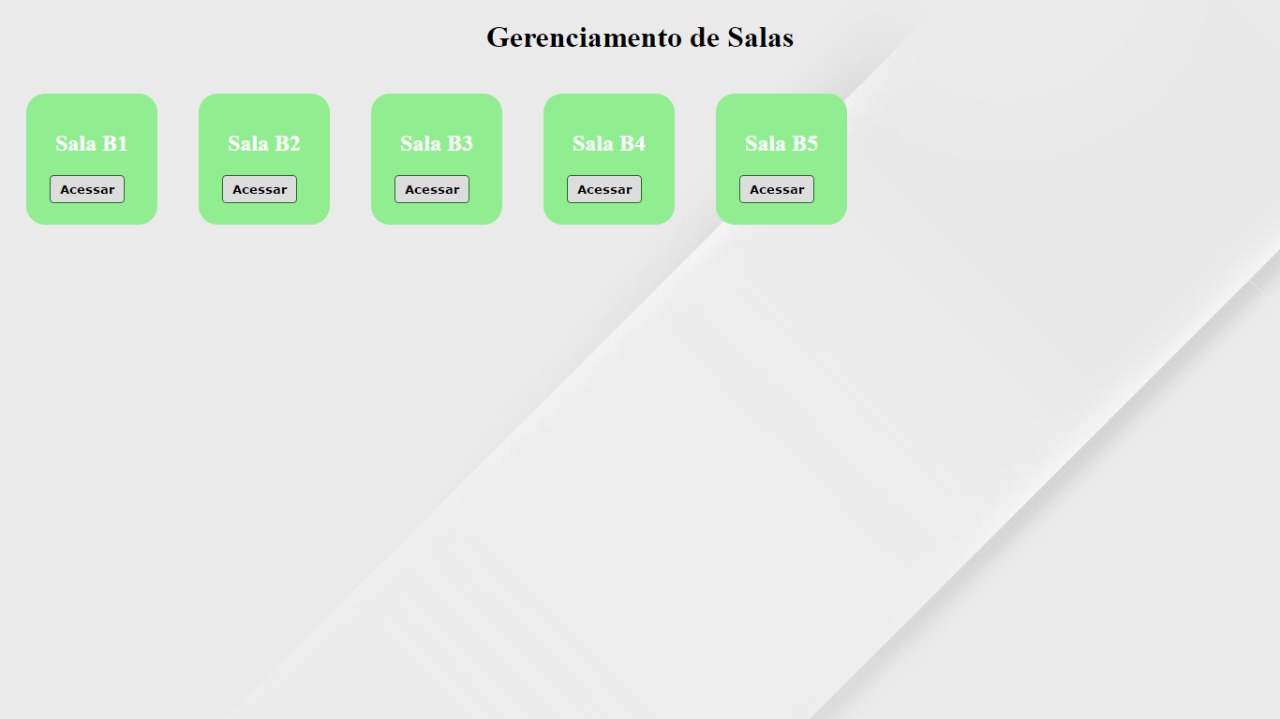 Gerenciamento de Salas
Sala B1
Acessar
Sala B2
Acessar
Sala B3
Acessar
Sala B4
Acessar
Sala B5
Acessar